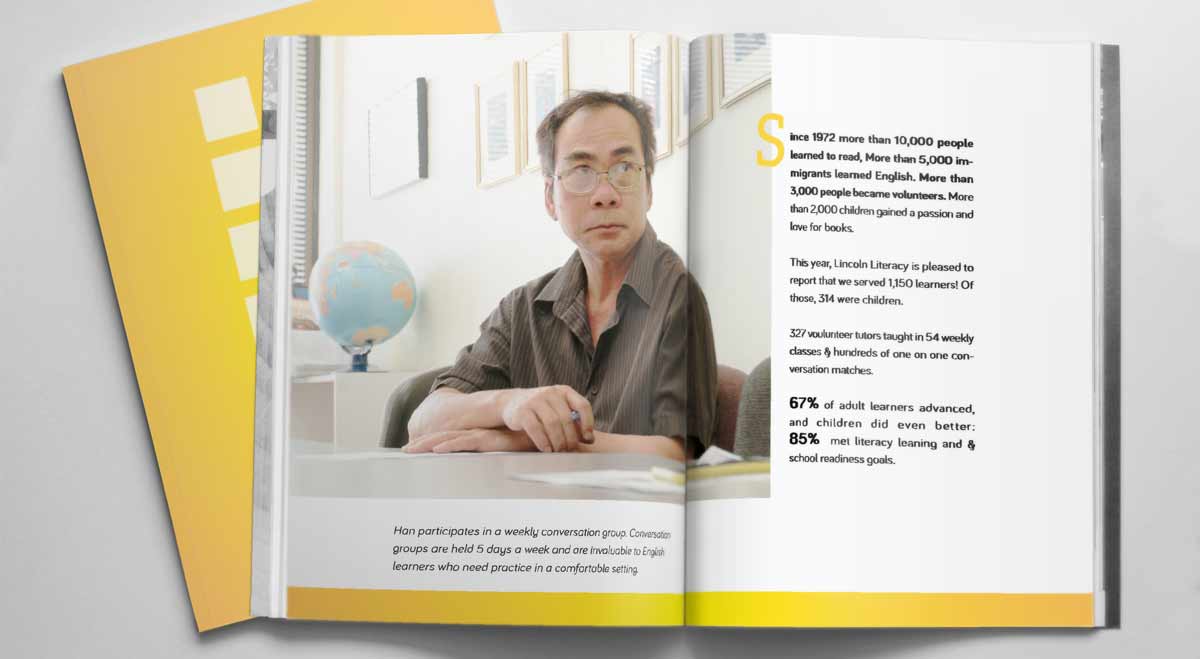 Since 1972 more than 10,000 people
learned to read, More than 5,000 im-
migrants learned English. More than
3,000 people became volunteers. More
than 2,000 children gained a passion and
love for books.
This year, Lincoln Literacy is pleased to
report that we served 1,150 learners! Of
those, 314 were children.
327 voulunteer tutors taught in 54 weekly
classes & hundreds of one on one con-
versation matches.
67% of adult learners advanced,
and children did even better:
85% met literacy leaning and &
school readiness goals.
Han participates in a weekly conversation group. Conversation
groups are held 5 days a week and are invaluable to English
learners who need practice in a comfortable setting.